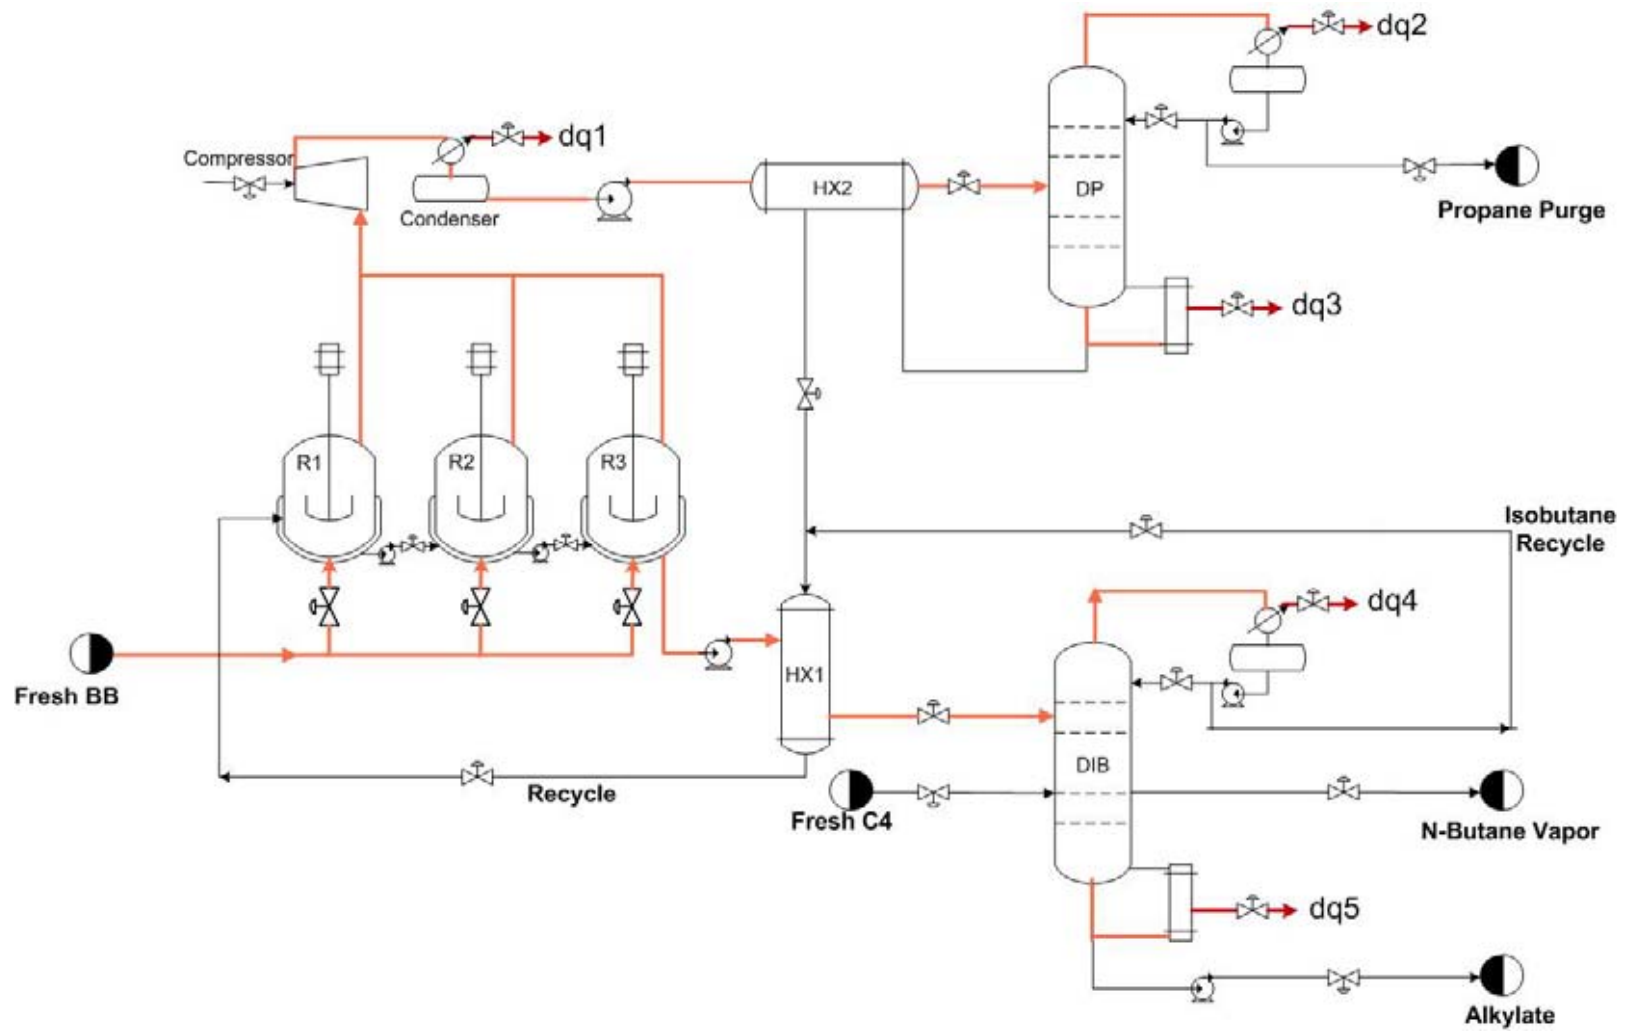 dq2
dq1
Compressor
Condenser
HX2
DP
Propane Purge
dq3
R1
R2
R3
Isobutane
Recycle
dq4
Fresh BB
HX1
DIB
Recycle
Fresh C4
N-Butane Vapor
dq5
Alkylate